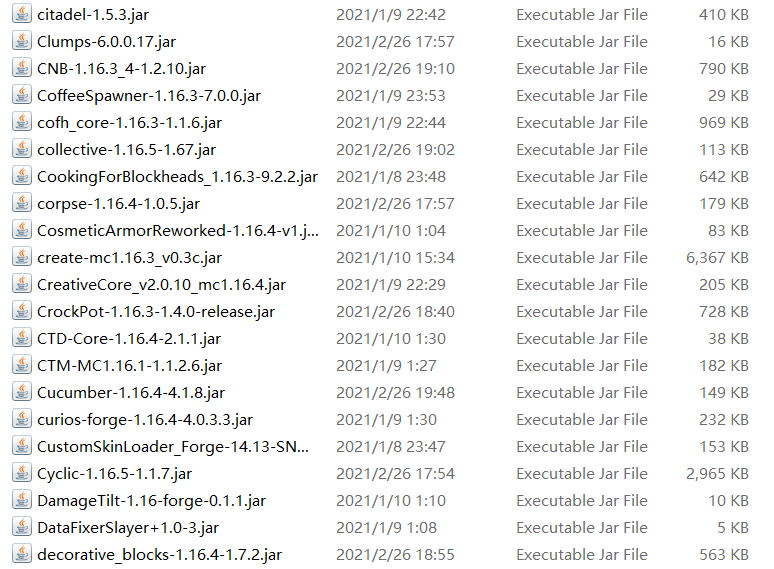 citadel-1.5.3.jar 2021/1/9 22:42 Executable Jar File 410 KB
Clumps-6.0.0.17.jar 2021/2/26 17:57 Executable Jar File 16 KB
CNB-1.16.3_4-1.2.10.jar 2021/2/26 19:10 Executable Jar File 790 KB
CoffeeSpawner-1.16.3-7.0.0.jar 2021/1/9 23:53 Executable Jar File 29 KB
cofh_core-1.16.3-1.1.6.jar 2021/1/9 22:44 Executable Jar File 969 KB
collective-1.16.5-1.67.jar 2021/2/26 19:02 Executable Jar File 113 KB
CookingForBlockheads_1.16.3-9.2.2.jar 2021/1/8 23:48 Executable Jar File 642 KB
corpse-1.16.4-1.0.5.jar 2021/2/26 17:57 Executable Jar File 179 KB
CosmeticArmorReworked-1.16.4-v1.j... 2021/1/10 1:04 Executable Jar File 83 KB
create-mc1.16.3_v0.3c.jar 2021/1/10 15:34 Executable Jar File 6,367 KB
CreativeCore_v2.0.10_mc1.16.4.jar 2021/1/9 22:29 Executable Jar File 205 KB
CrockPot-1.16.3-1.4.0-release.jar 2021/2/26 18:40 Executable Jar File 728 KB
CTD-Core-1.16.4-2.1.1.jar 2021/1/10 1:30 Executable Jar File 38 KB
CTM-MC1.16.1-1.1.2.6.jar 2021/1/9 1:27 Executable Jar File 182 KB
Cucumber-1.16.4-4.1.8.jar 2021/2/26 19:48 Executable Jar File 149 KB
curios-forge-1.16.4-4.0.3.3.jar 2021/1/9 1:30 Executable Jar File 232 KB
CustomSkinLoader_Forge-14.13-SN... 2021/1/8 23:47 Executable Jar File 153 KB
Cyclic-1.16.5-1.1.7.jar 2021/2/26 17:54 Executable Jar File 2,965 KB
DamageTilt-1.16-forge-0.1.1.jar 2021/1/10 1:10 Executable Jar File 10 KB
DataFixerSlayer+1.0-3.jar 2021/1/9 1:08 Executable Jar File 5 KB
decorative_blocks-1.16.4-1.7.2.jar 2021/2/26 18:55 Executable Jar File 563 KB